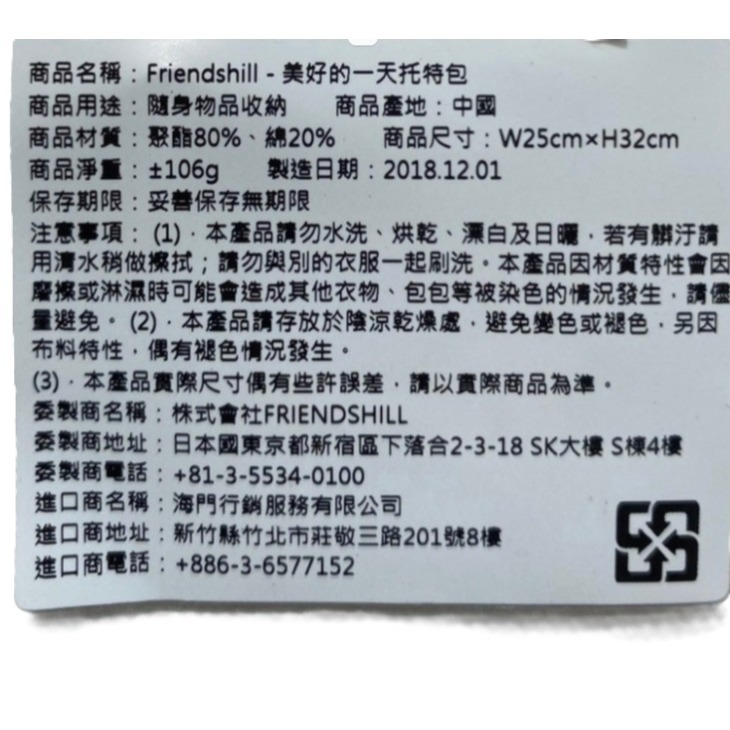 商品名稱：Friendshill - 美好的一天托特包
商品用途：隨身物品收納　　商品產地：中國
商品材質：聚酯80%、綿20%　　商品尺寸：W25cm×H32cm
商品淨重：±106g　　製造日期：2018.12.01
保存期限：妥善保存無期限
注意事項：(1)．本產品請勿水洗、烘乾、漂白及日曬，若有髒汙請
用清水稍做擦拭；請勿與別的衣服一起刷洗。本產品因材質特性會因
磨擦或淋濕時可能會造成其他衣物、包包等被染色的情況發生，請儘
量避免。(2)．本產品請存放於陰涼乾燥處，避免變色或褪色，另因
布料特性，偶有褪色情況發生。
(3)．本產品實際尺寸偶有些許誤差，請以實際商品為準。
委製商名稱：株式會社FRIENDSHILL
委製商地址：日本國東京都新宿區下落合2-3-18 SK大樓 S棟4樓
委製商電話：+81-3-5534-0100
進口商名稱：海門行銷服務有限公司
進口商地址：新竹縣竹北市莊敬三路201號8樓
進口商電話：+886-3-6577152